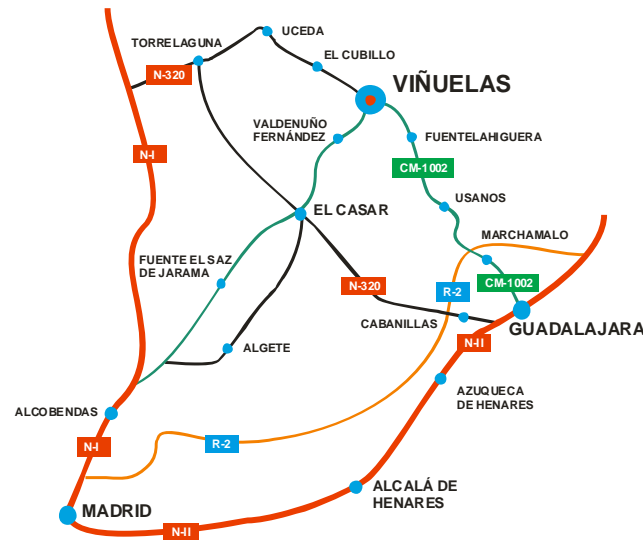 UCEDA
TORRELAGUNA
EL CUBILLO
N-320
VIÑUELAS
VALDENUÑO
FERNÁNDEZ
FUENTELAHIGUERA
N-I
CM-1002
USANOS
EL CASAR
MARCHAMALO
FUENTE EL SAZ
DE JARAMA
N-320
R-2
CM-1002
CABANILLAS
GUADALAJARA
N-II
ALGETE
AZUQUECA
DE HENARES
ALCOBENDAS
N-I
R-2
ALCALÁ DE
HENARES
MADRID
N-II